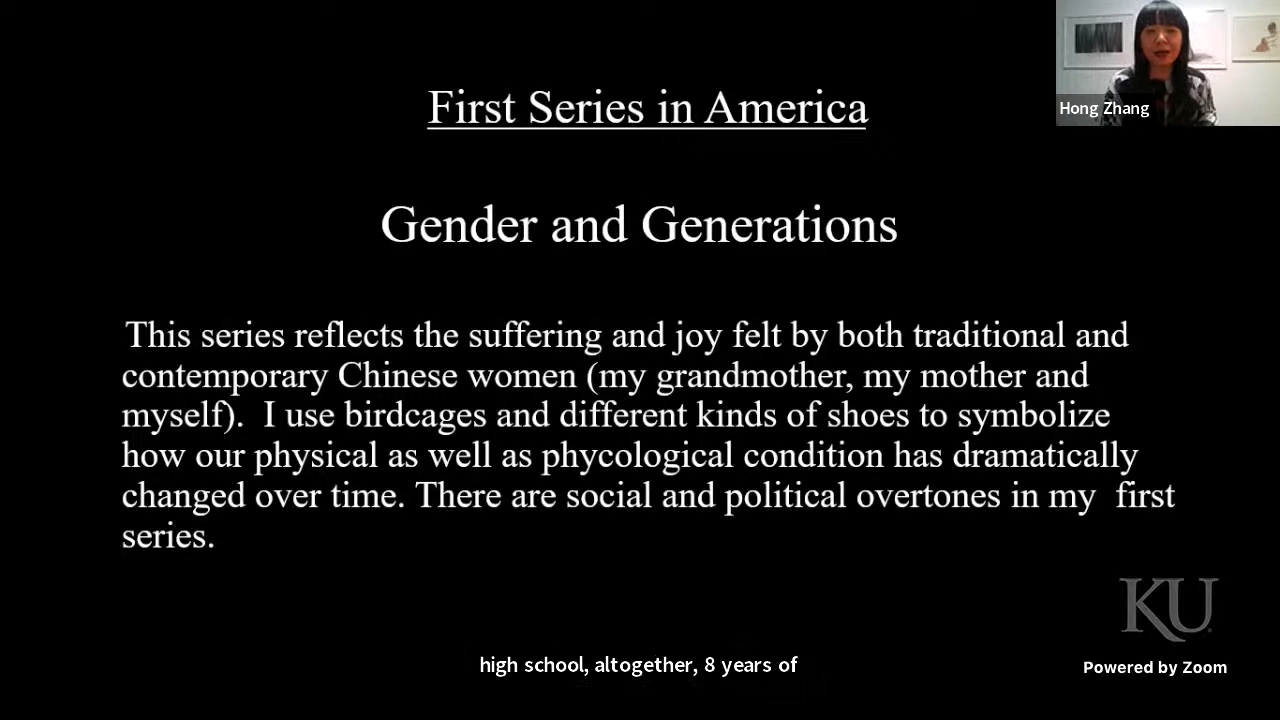 First Series in America
Hong Zhang
Gender and Generations
This series reflects the suffering and joy felt by both traditional and
contemporary Chinese women (my grandmother, my mother and
myself).  I use birdcages and different kinds of shoes to symbolize
how our physical as well as phycological condition has dramatically
changed over time. There are social and political overtones in my  first
series.
KU
high school, altogether, 8 years of
Powered by Zoom